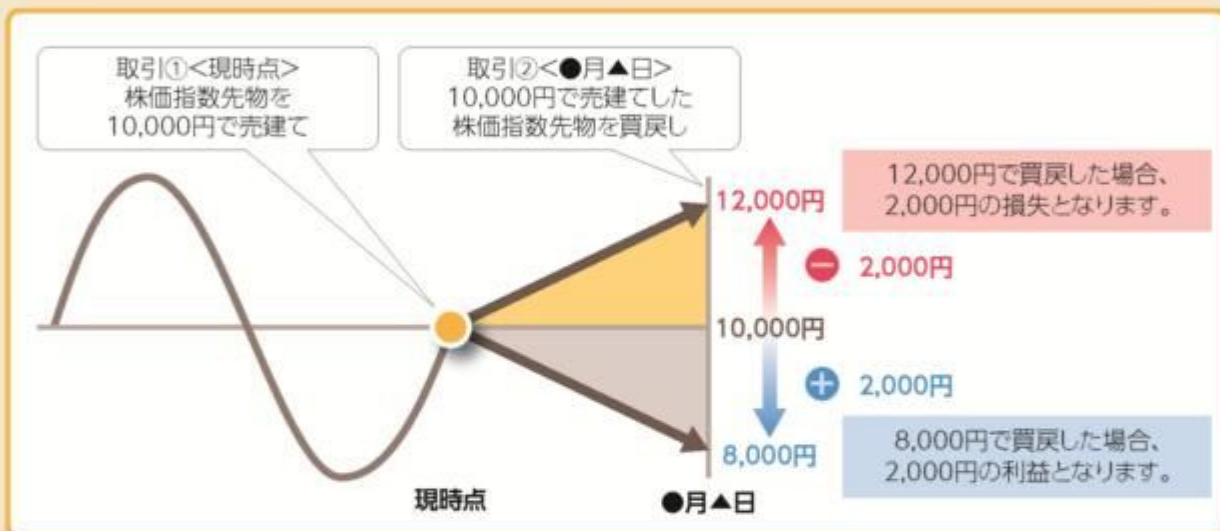 取引①<現時点>
株価指数先物を
10,000円で売建て
取引②<●月▲日>
10,000円で売建てした
株価指数先物を買戻し
12,000円
12,000円で買戻した場合、
2,000円の損失となります。
2,000円
10,000円
2,000円
8,000円
8,000円で買戻した場合、
2,000円の利益となります。
現時点
●月▲日